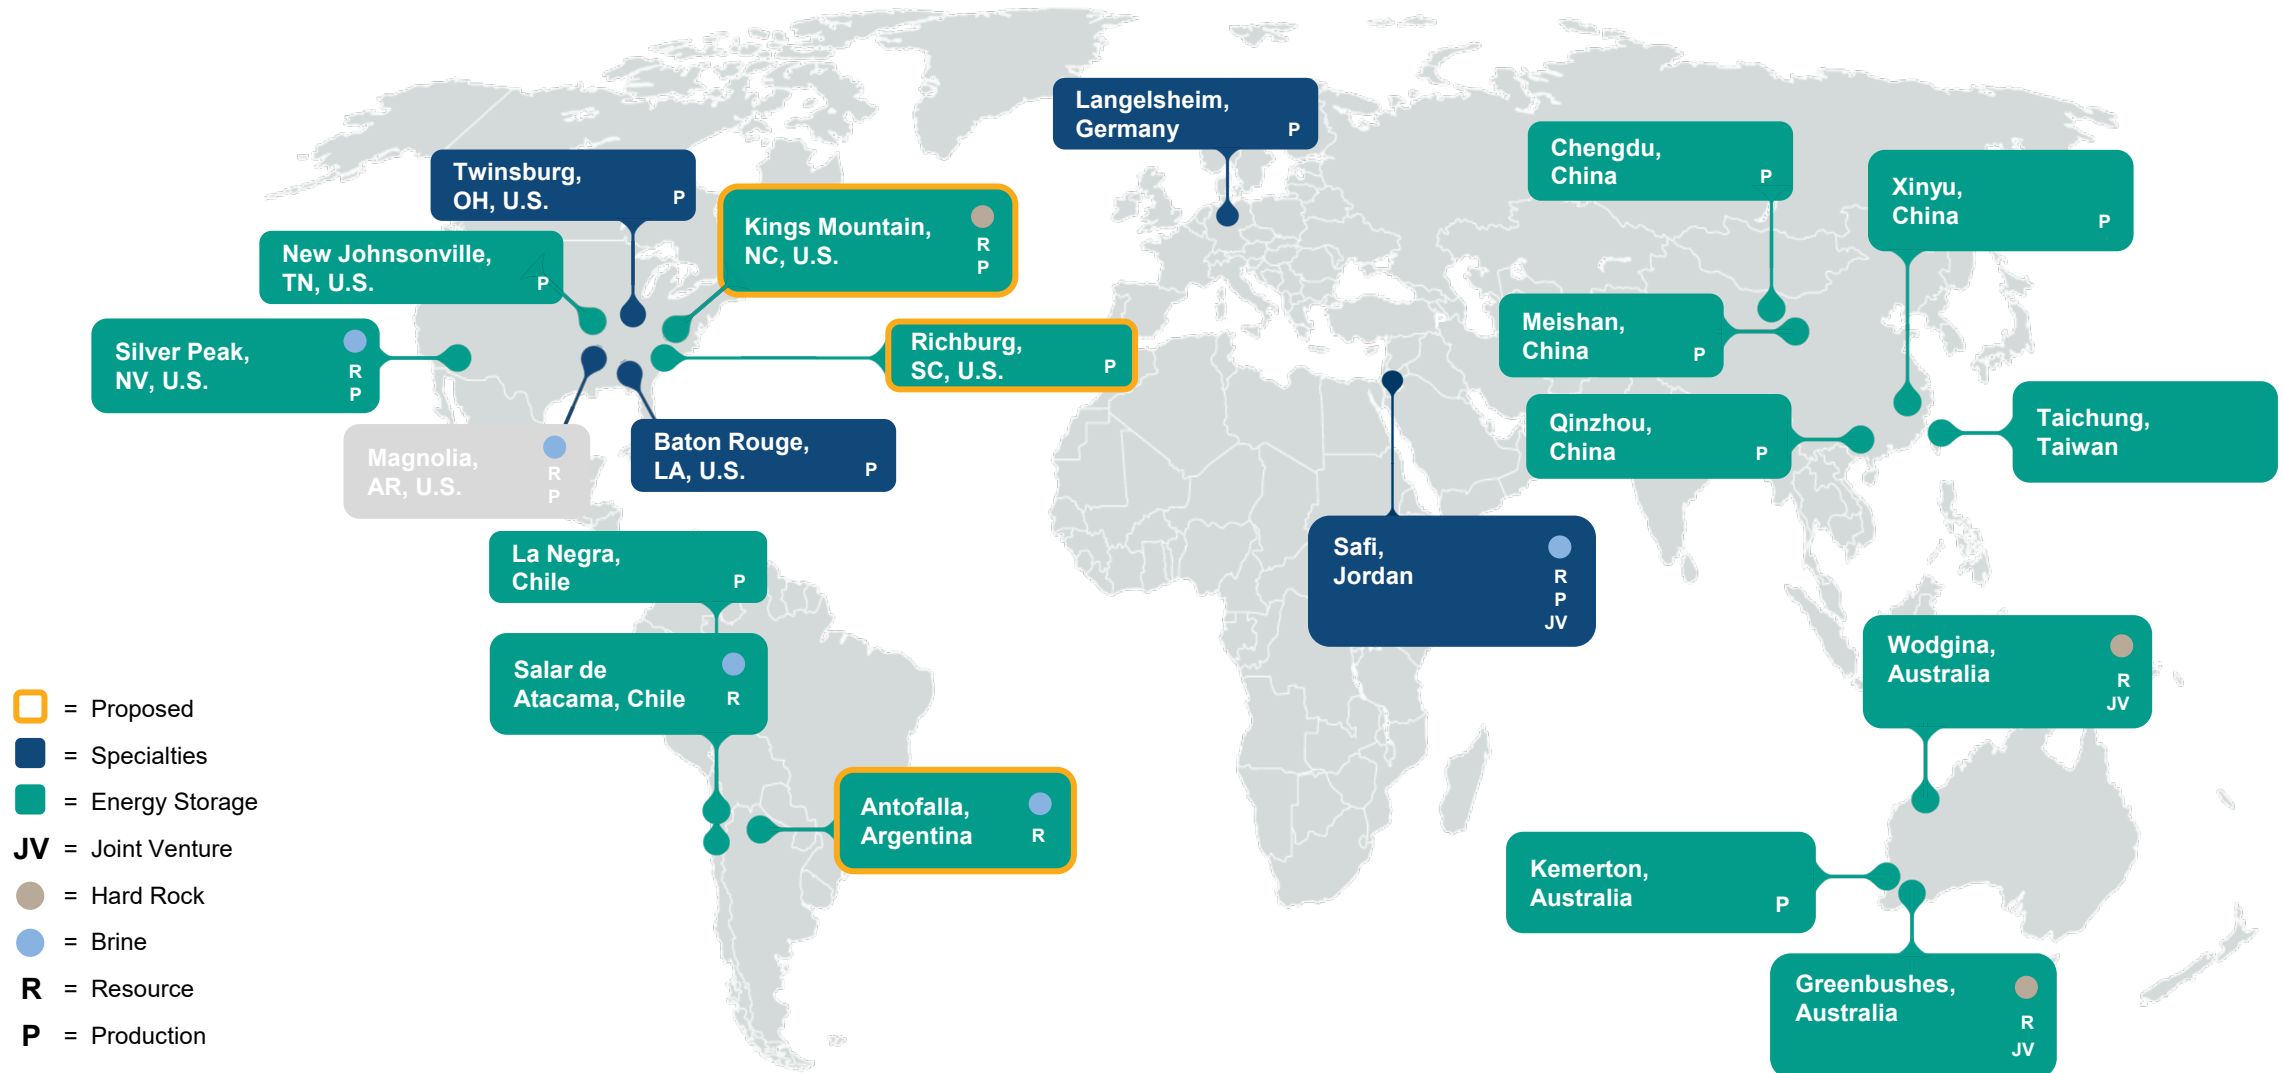 Langelsheim,
Germany P
Twinsburg,
OH, U.S. P
Chengdu,
China P
Xinyu,
China P
Kings Mountain,
NC, U.S.
R
P
New Johnsonville,
TN, U.S. P
Silver Peak,
NV, U.S.
R
P
Richburg,
SC, U.S. P
Meishan,
China P
Magnolia,
AR, U.S.
R
P
Baton Rouge,
LA, U.S. P
Qinzhou,
China P
Taichung,
Taiwan
La Negra,
Chile P
Safi,
Jordan
R
P
JV
Salar de
Atacama, Chile R
Wodgina,
Australia
R
JV
Antofalla,
Argentina R
Kemerton,
Australia P
Greenbushes,
Australia
R
JV
= Proposed
= Specialties
= Energy Storage
JV = Joint Venture
= Hard Rock
= Brine
R = Resource
P = Production